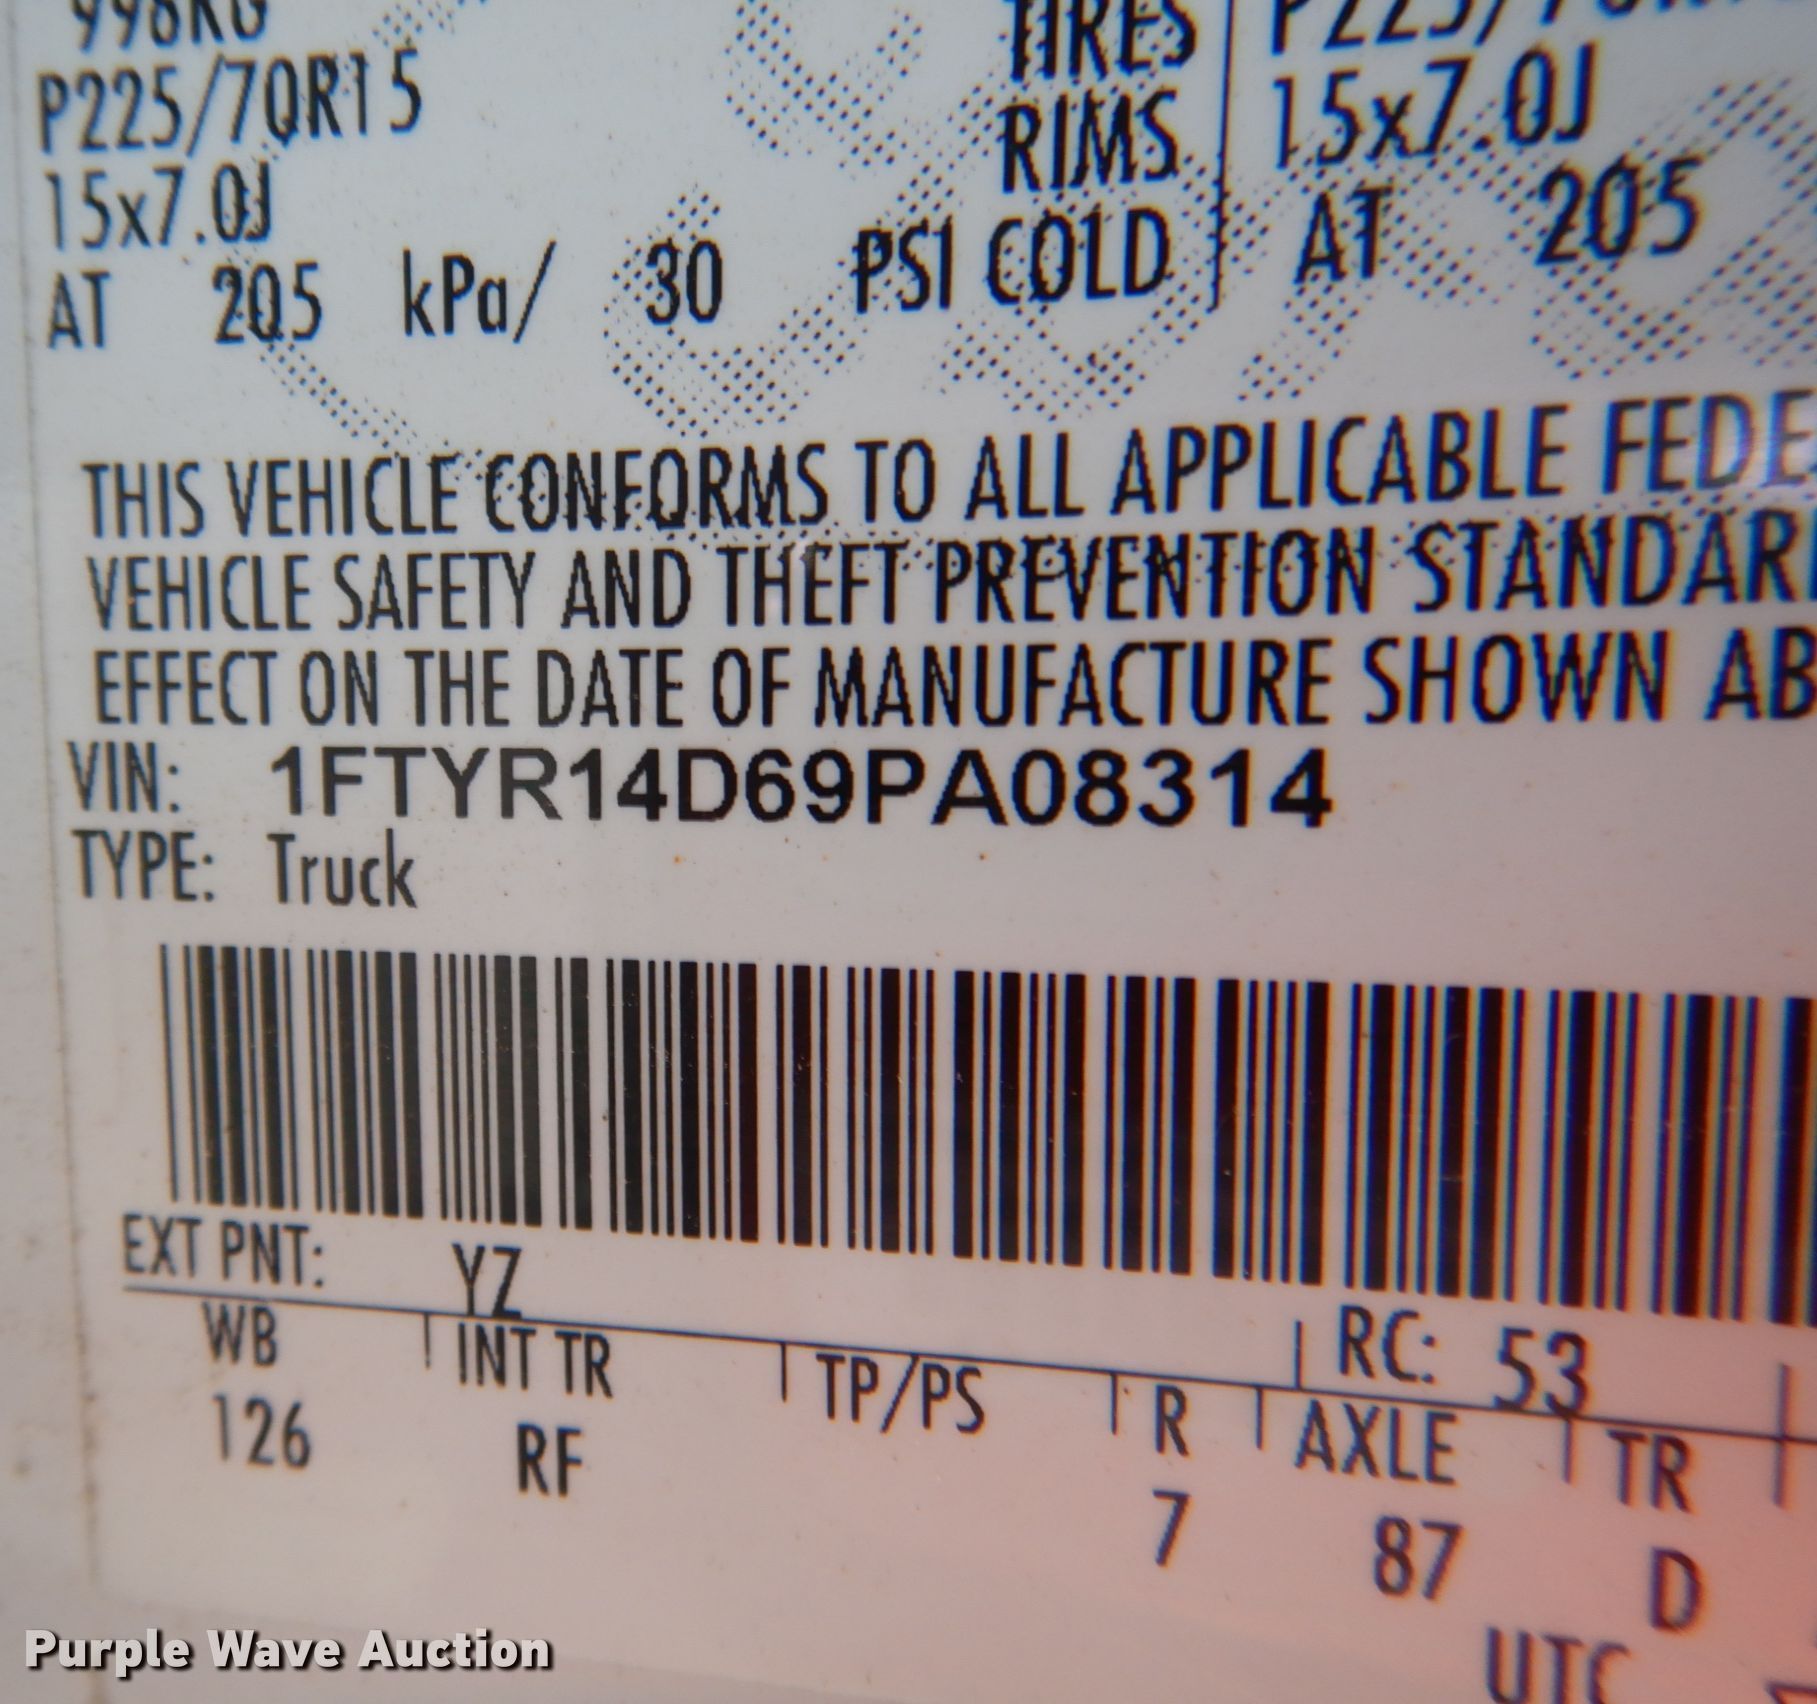 998KG
TIRES
P225/70R15
P225/70R15
15x7.0J
RIMS
15x7.0J
AT 205 kPa/ 30 PSI COLD
AT 205
THIS VEHICLE CONFORMS TO ALL APPLICABLE FEDE
VEHICLE SAFETY AND THEFT PREVENTION STANDAR
EFFECT ON THE DATE OF MANUFACTURE SHOWN AB
VIN: 1FTYR14D69PA08314
TYPE: Truck
EXT PNT: YZ
RC: 53
WB INT TR TP/PS R AXLE TR
126 RF 7 87 D
UTC
Purple Wave Auction